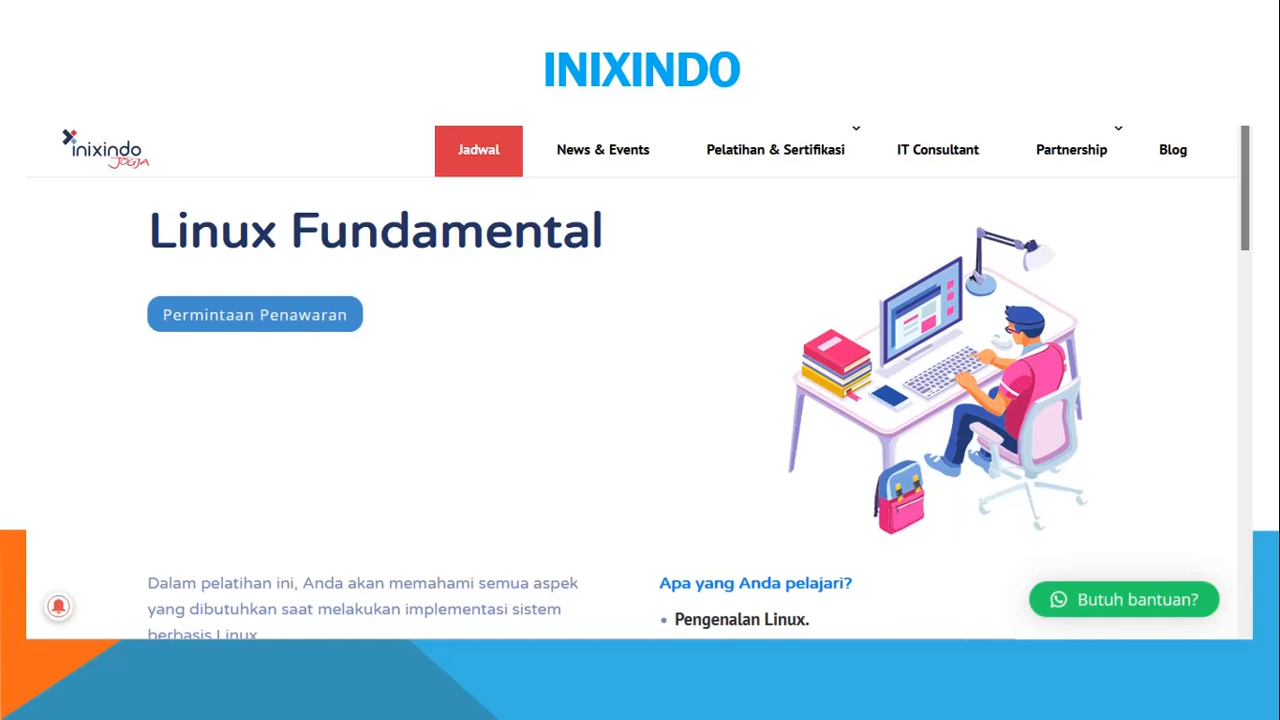 INIXINDO
inixindo
JOGJA
Jadwal
News & Events
Pelatihan & Sertifikasi
IT Consultant
Partnership
Blog
Linux Fundamental
Permintaan Penawaran
Dalam pelatihan ini, Anda akan memahami semua aspek
yang dibutuhkan saat melakukan implementasi sistem
berbasis Linux
Apa yang Anda pelajari?
• Pengenalan Linux.
Butuh bantuan?